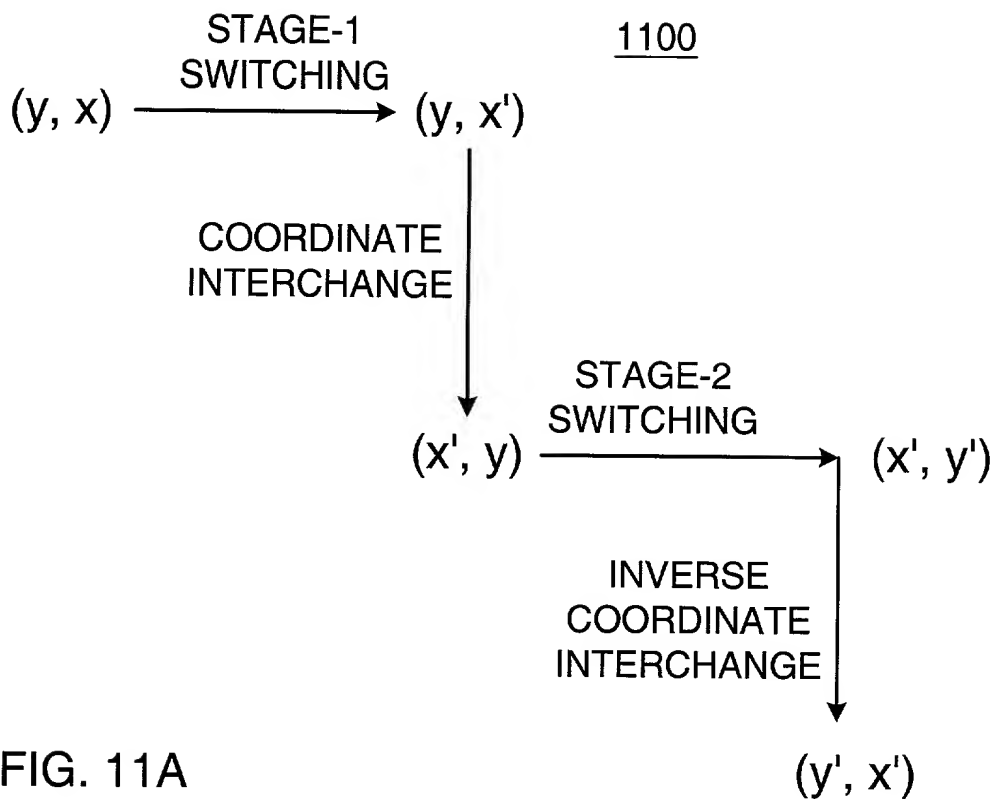 STAGE-1
SWITCHING
1100
(y, x)
(y, x')
COORDINATE
INTERCHANGE
STAGE-2
SWITCHING
(x', y)
(x', y')
INVERSE
COORDINATE
INTERCHANGE
FIG. 11A
(y', x')